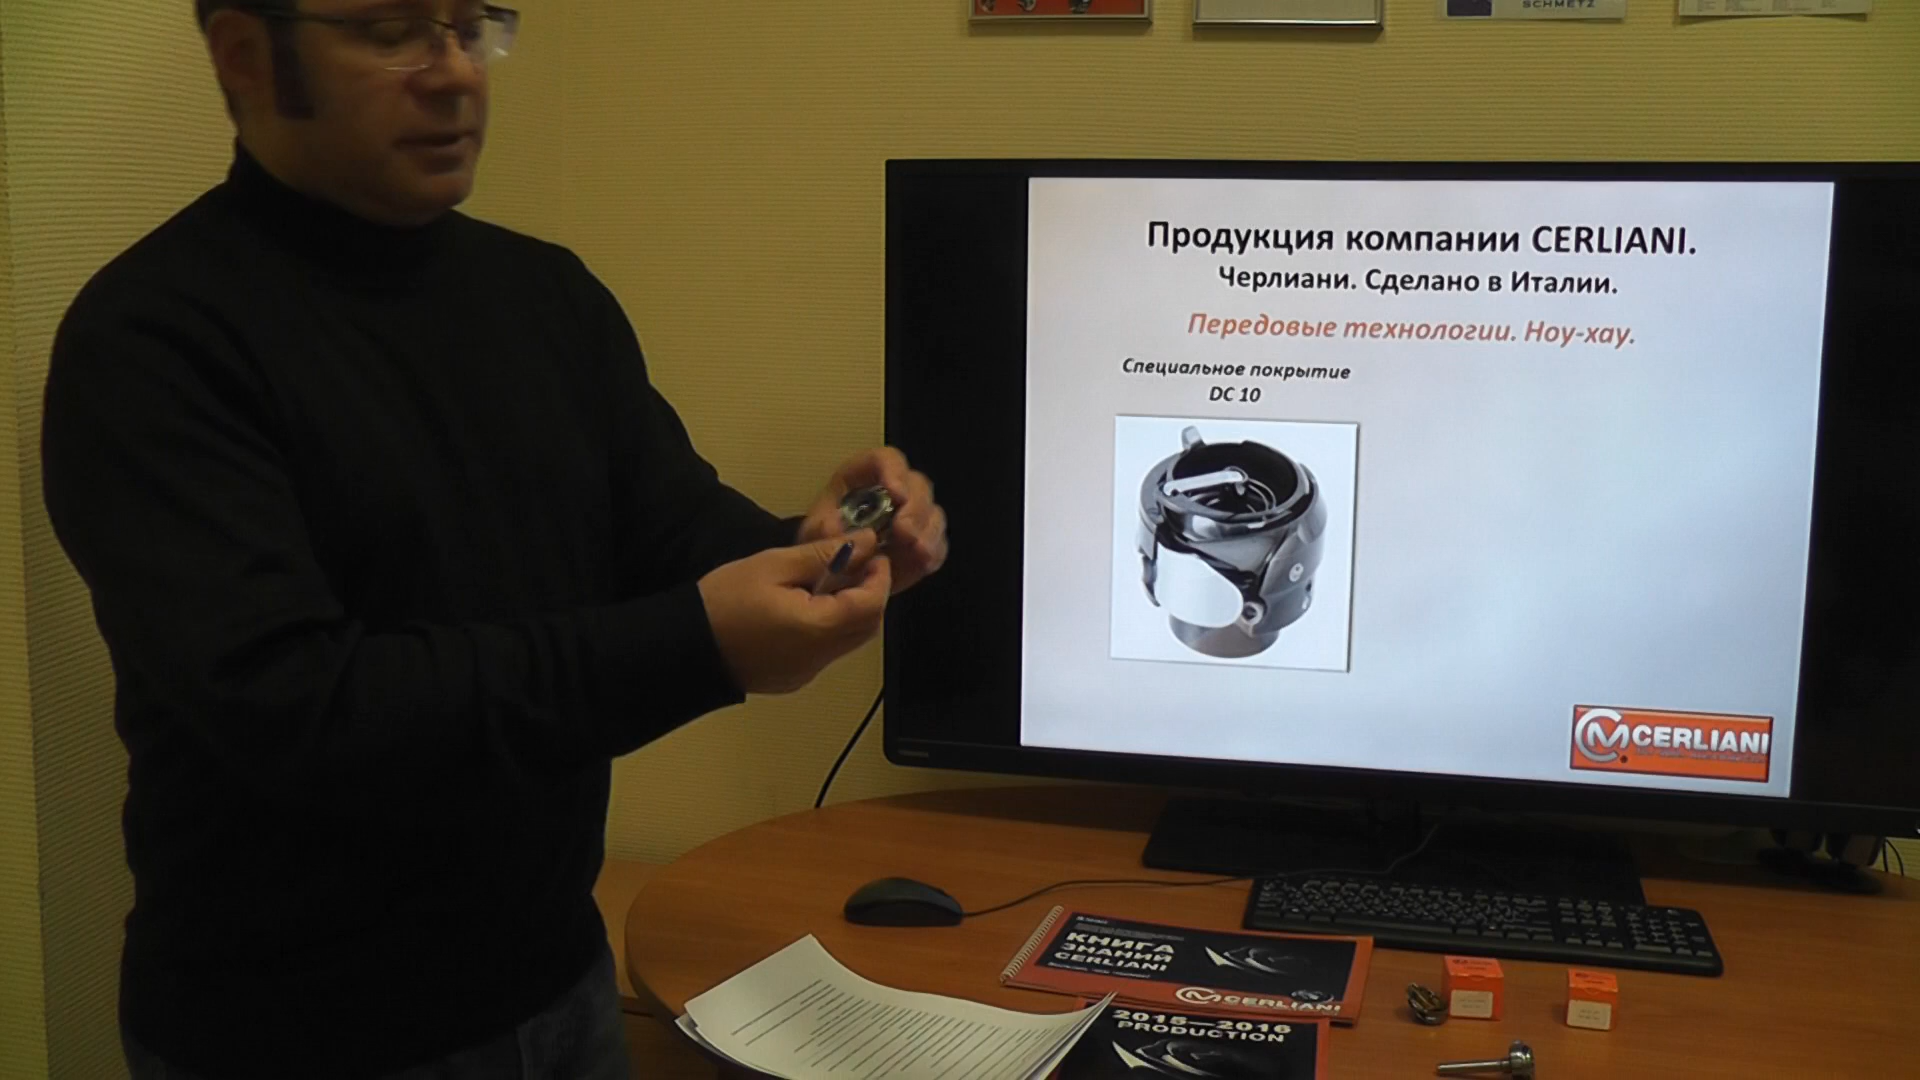 SCHMETZ
Продукция компании CERLIANI.
Черлиани. Сделано в Италии.
Передовые технологии. Ноу-хау.
Специальное покрытие
DC 10
CERLIANI
КНИГА
ЗНАНИЙ
CERLIANI
CERLIANI
2015—2016
PRODUCTION